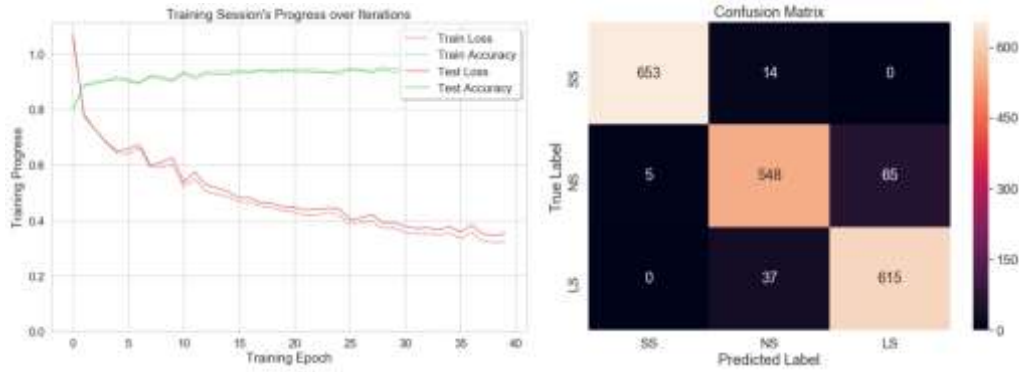 Training Session's Progress over Iterations
Train Loss
Train Accuracy
Test Loss
Test Accuracy
1.0
0.8
0.6
0.4
0.2
0.0
Training Progress
0 5 10 15 20 25 30 35 40
Training Epoch
Confusion Matrix
SS 653 14 0
NS 5 548 65
LS 0 37 615
True Label
SS NS LS
Predicted Label
600
450
300
150
0